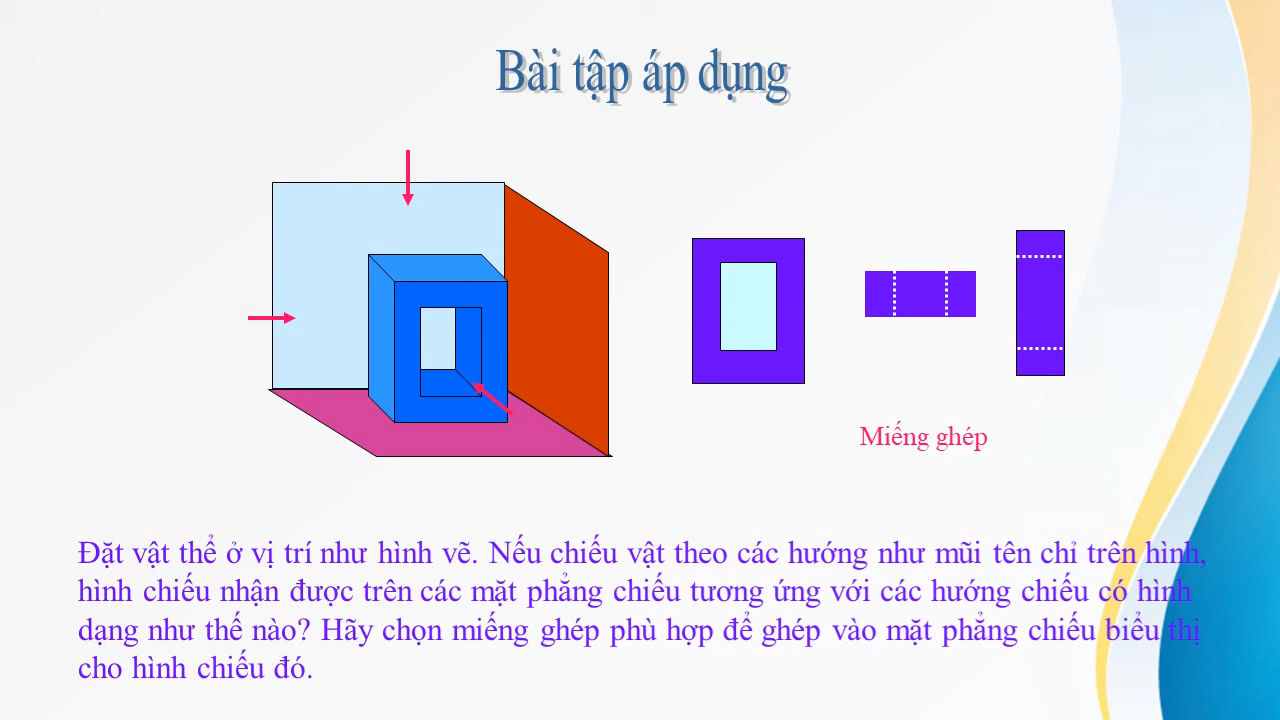 Bài tập áp dụng
Miếng ghép
Đặt vật thể ở vị trí như hình vẽ. Nếu chiếu vật theo các hướng như mũi tên chỉ trên hình,
hình chiếu nhận được trên các mặt phẳng chiếu tương ứng với các hướng chiếu có hình
dạng như thế nào? Hãy chọn miếng ghép phù hợp để ghép vào mặt phẳng chiếu biểu thị
cho hình chiếu đó.